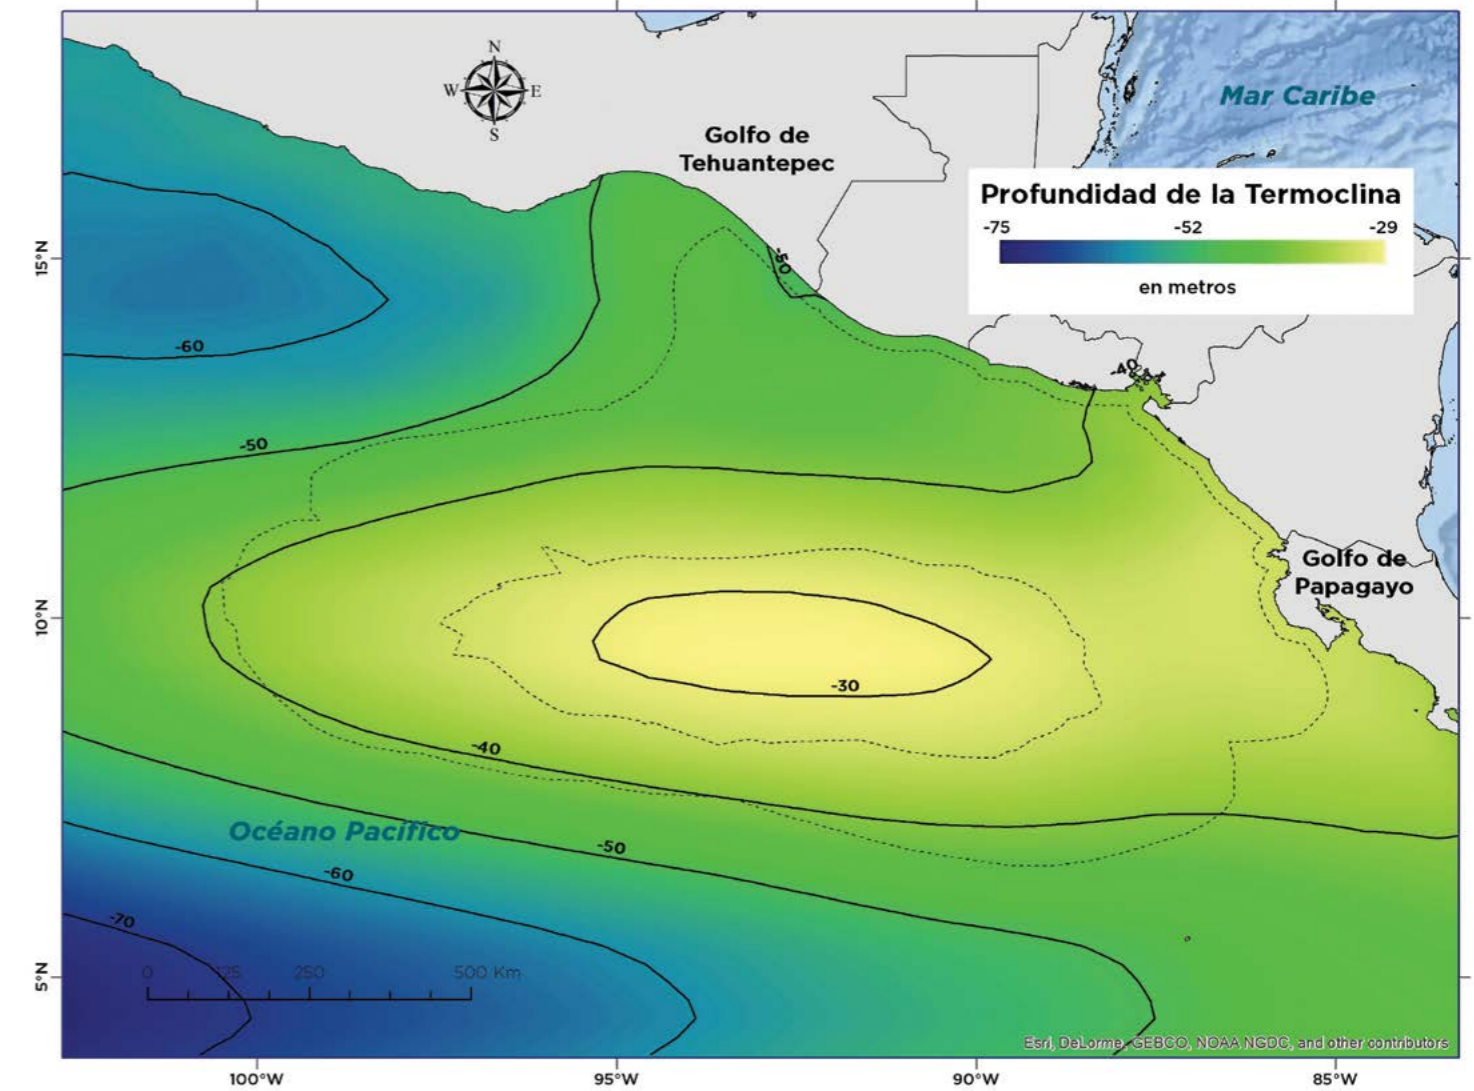 N
W E
S
Mar Caribe
Golfo de
Tehuantepec
Profundidad de la Termoclina
-75 -52 -29
en metros
15°N
-50
-60
-40
-50
Golfo de
Papagayo
10°N
-30
-40
Océano Pacífico
-50
-60
-70
0 125 250 500 Km
5°N
Esri, DeLorme, GEBCO, NOAA NGDC, and other contributors
100°W 95°W 90°W 85°W